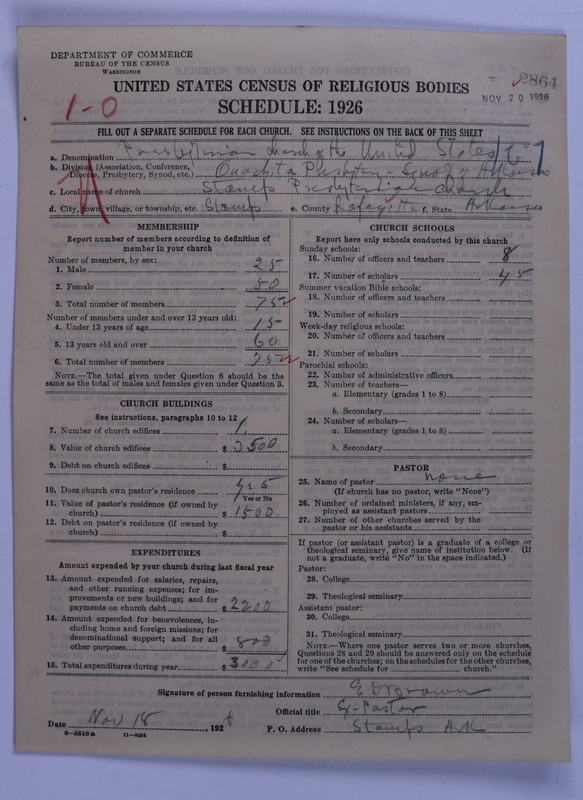 DEPARTMENT OF COMMERCE
BUREAU OF THE CENSUS
WASHINGTON
2864
NOV 20 1926
UNITED STATES CENSUS OF RELIGIOUS BODIES
SCHEDULE: 1926
1-0
FILL OUT A SEPARATE SCHEDULE FOR EACH CHURCH. SEE INSTRUCTIONS ON THE BACK OF THIS SHEET
a. Denomination Presbyterian Church of the United States
b. Division (Association, Conference, Diocese, Presbytery, Synod, etc.) Ouachita Presbytery - Synod of Arkansas
c. Local name of church Stamps Presbyterian Church
d. City, town, village, or township, etc. Stamps e. County Lafayette f. State Arkansas
MEMBERSHIP
Report number of members according to definition of member in your church
Number of members, by sex:
1. Male 25
2. Female 50
3. Total number of members 75
Number of members under and over 13 years old:
4. Under 13 years of age 15
5. 13 years old and over 60
6. Total number of members 75
NOTE.—The total given under Question 6 should be the same as the total of males and females given under Question 3.
CHURCH BUILDINGS
See instructions, paragraphs 10 to 12
7. Number of church edifices 1
8. Value of church edifices $ 3500
9. Debt on church edifices $
10. Does church own pastor's residence yes
Yes or No
11. Value of pastor's residence (if owned by church) $ 1500
12. Debt on pastor's residence (if owned by church) $
EXPENDITURES
Amount expended by your church during last fiscal year
13. Amount expended for salaries, repairs, and other running expenses; for improvements or new buildings; and for payments on church debt $ 2200
14. Amount expended for benevolences, including home and foreign missions; for denominational support; and for all other purposes $ 800
15. Total expenditures during year $ 3000
CHURCH SCHOOLS
Report here only schools conducted by this church
Sunday schools:
16. Number of officers and teachers 8
17. Number of scholars 45
Summer vacation Bible schools:
18. Number of officers and teachers
19. Number of scholars
Week-day religious schools:
20. Number of officers and teachers
21. Number of scholars
Parochial schools:
22. Number of administrative officers
23. Number of teachers—
a. Elementary (grades 1 to 8)
b. Secondary
24. Number of scholars—
a. Elementary (grades 1 to 8)
b. Secondary
PASTOR
25. Name of pastor none
(If church has no pastor, write "None")
26. Number of ordained ministers, if any, employed as assistant pastors
27. Number of other churches served by the pastor or his assistants
If pastor (or assistant pastor) is a graduate of a college or theological seminary, give name of institution below. (If not a graduate, write "No" in the space indicated.)
Pastor:
28. College
29. Theological seminary
Assistant pastor:
30. College
31. Theological seminary
NOTE.—Where one pastor serves two or more churches, Questions 28 and 29 should be answered only on the schedule for one of the churches; on the schedules for the other churches, write "See schedule for church."
Signature of person furnishing information
Official title Ex-Pastor
Date Nov 18, 1926 P. O. Address Stamps Ark
8-5516 a 11-9034